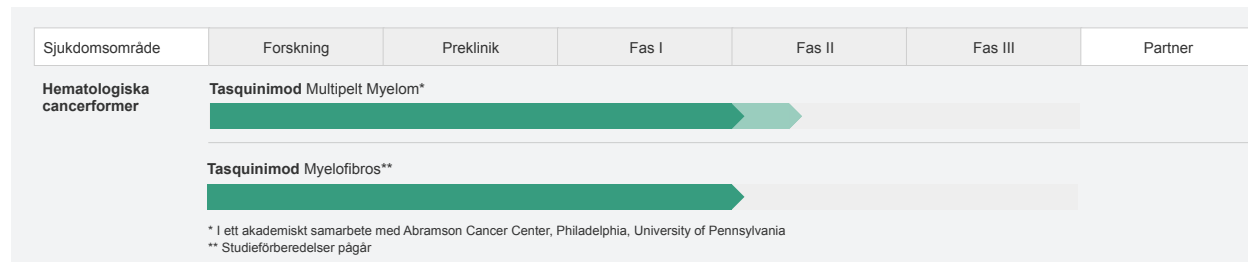 Sjukdomsområde Forskning Preklinik Fas I Fas II Fas III Partner
Hematologiska
cancerformer
Tasquinimod Multipelt Myelom*
Tasquinimod Myelofibros**
* I ett akademiskt samarbete med Abramson Cancer Center, Philadelphia, University of Pennsylvania
** Studieförberedelser pågår